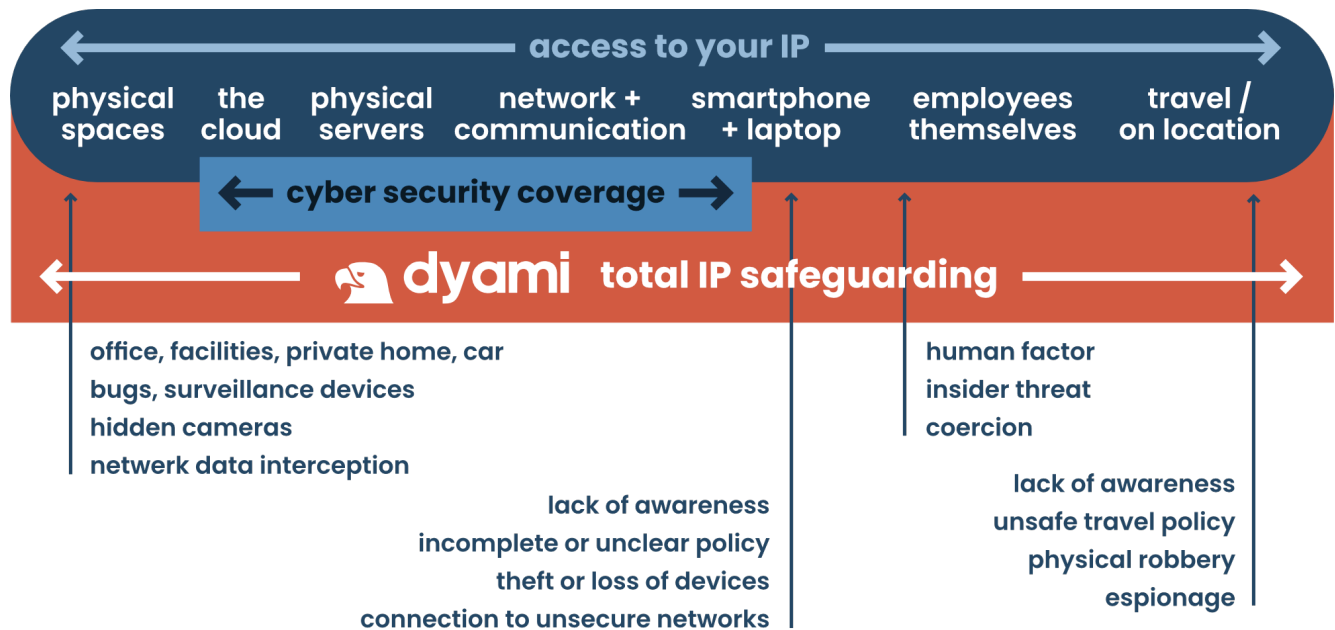 access to your IP
physical spaces
the cloud
physical servers
network + communication
smartphone + laptop
employees themselves
travel / on location
cyber security coverage
dyami total IP safeguarding
office, facilities, private home, car
bugs, surveillance devices
hidden cameras
netwerk data interception
lack of awareness
incomplete or unclear policy
theft or loss of devices
connection to unsecure networks
human factor
insider threat
coercion
lack of awareness
unsafe travel policy
physical robbery
espionage